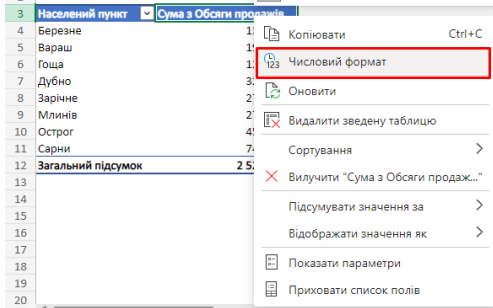 3 Населений пункт Сума з Обсяги продажів
4 Березне
5 Вараш
6 Гоща
7 Дубно
8 Зарічне
9 Млинів
10 Острог
11 Сарни
12 Загальний підсумок 2 52
13
14
15
16
17
18
19
20
Копіювати Ctrl+C
123 Числовий формат
Оновити
Видалити зведену таблицю
Сортування
Вилучити "Сума з Обсяги продаж..."
Підсумувати значення за
Відображати значення як
Показати параметри
Приховати список полів